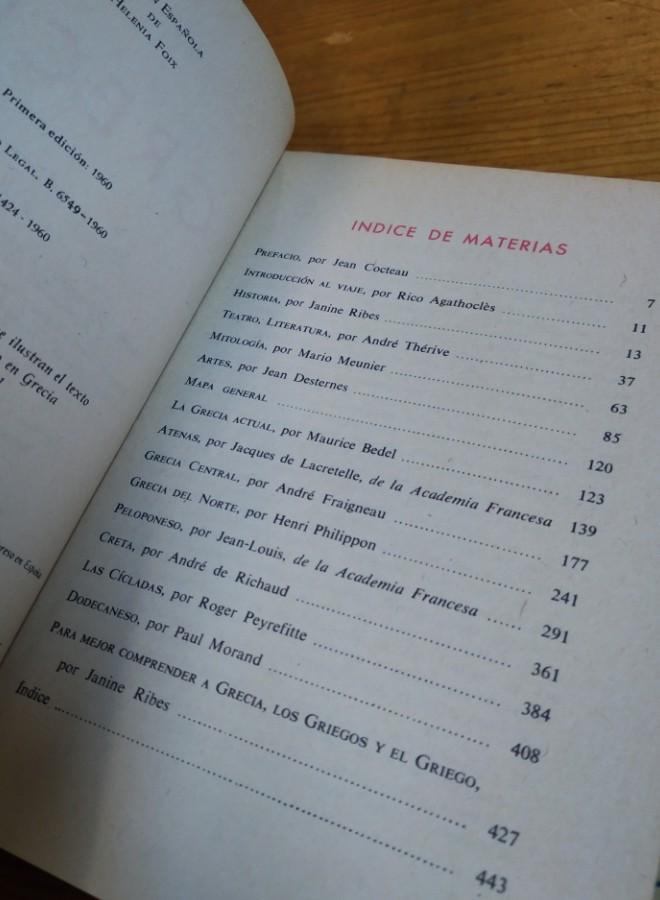 Española
de
Helenia Foix
Primera edición: 1960
Legal. B. 6549-1960
1424 - 1960
ilustran el texto
en Grecia
INDICE DE MATERIAS
Prefacio, por Jean Cocteau 7
Introducción al viaje, por Rico Agathoclès 11
Historia, por Janine Ribes 13
Teatro, Literatura, por André Thérive 37
Mitología, por Mario Meunier 63
Artes, por Jean Desternes 85
Mapa general 120
La Grecia actual, por Maurice Bedel 123
Atenas, por Jacques de Lacretelle, de la Academia Francesa 139
Grecia Central, por André Fraigneau 177
Grecia del Norte, por Henri Philippon 241
Peloponeso, por Jean-Louis, de la Academia Francesa 291
Creta, por André de Richaud 361
Las Cícladas, por Roger Peyrefitte 384
Dodecaneso, por Paul Morand 408
Para mejor comprender a Grecia, los Griegos y el Griego,
por Janine Ribes 427
Índice 443